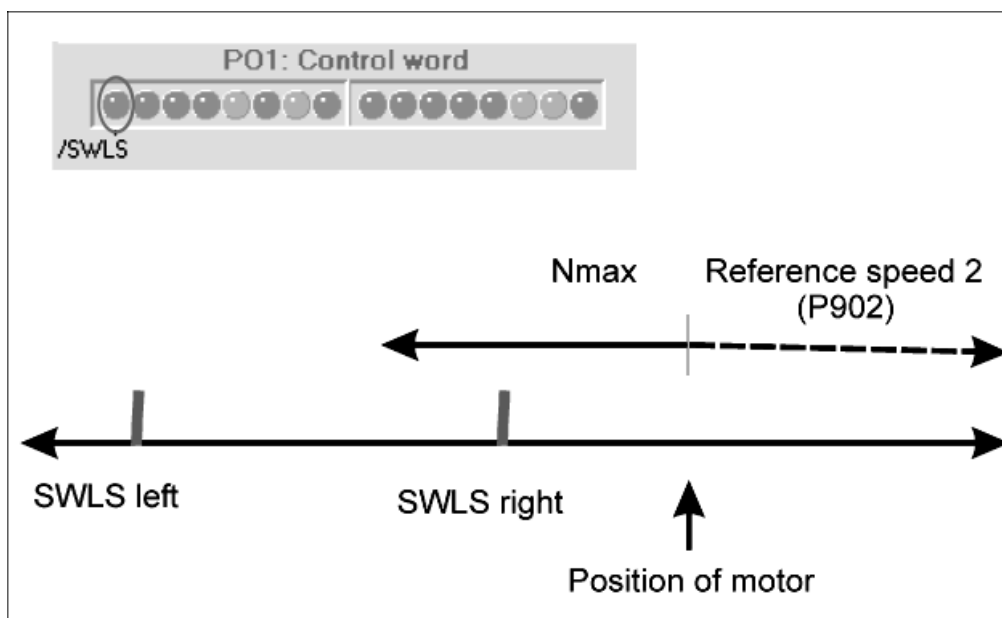 PO1: Control word
/SWLS
Nmax
Reference speed 2
(P902)
SWLS left
SWLS right
Position of motor